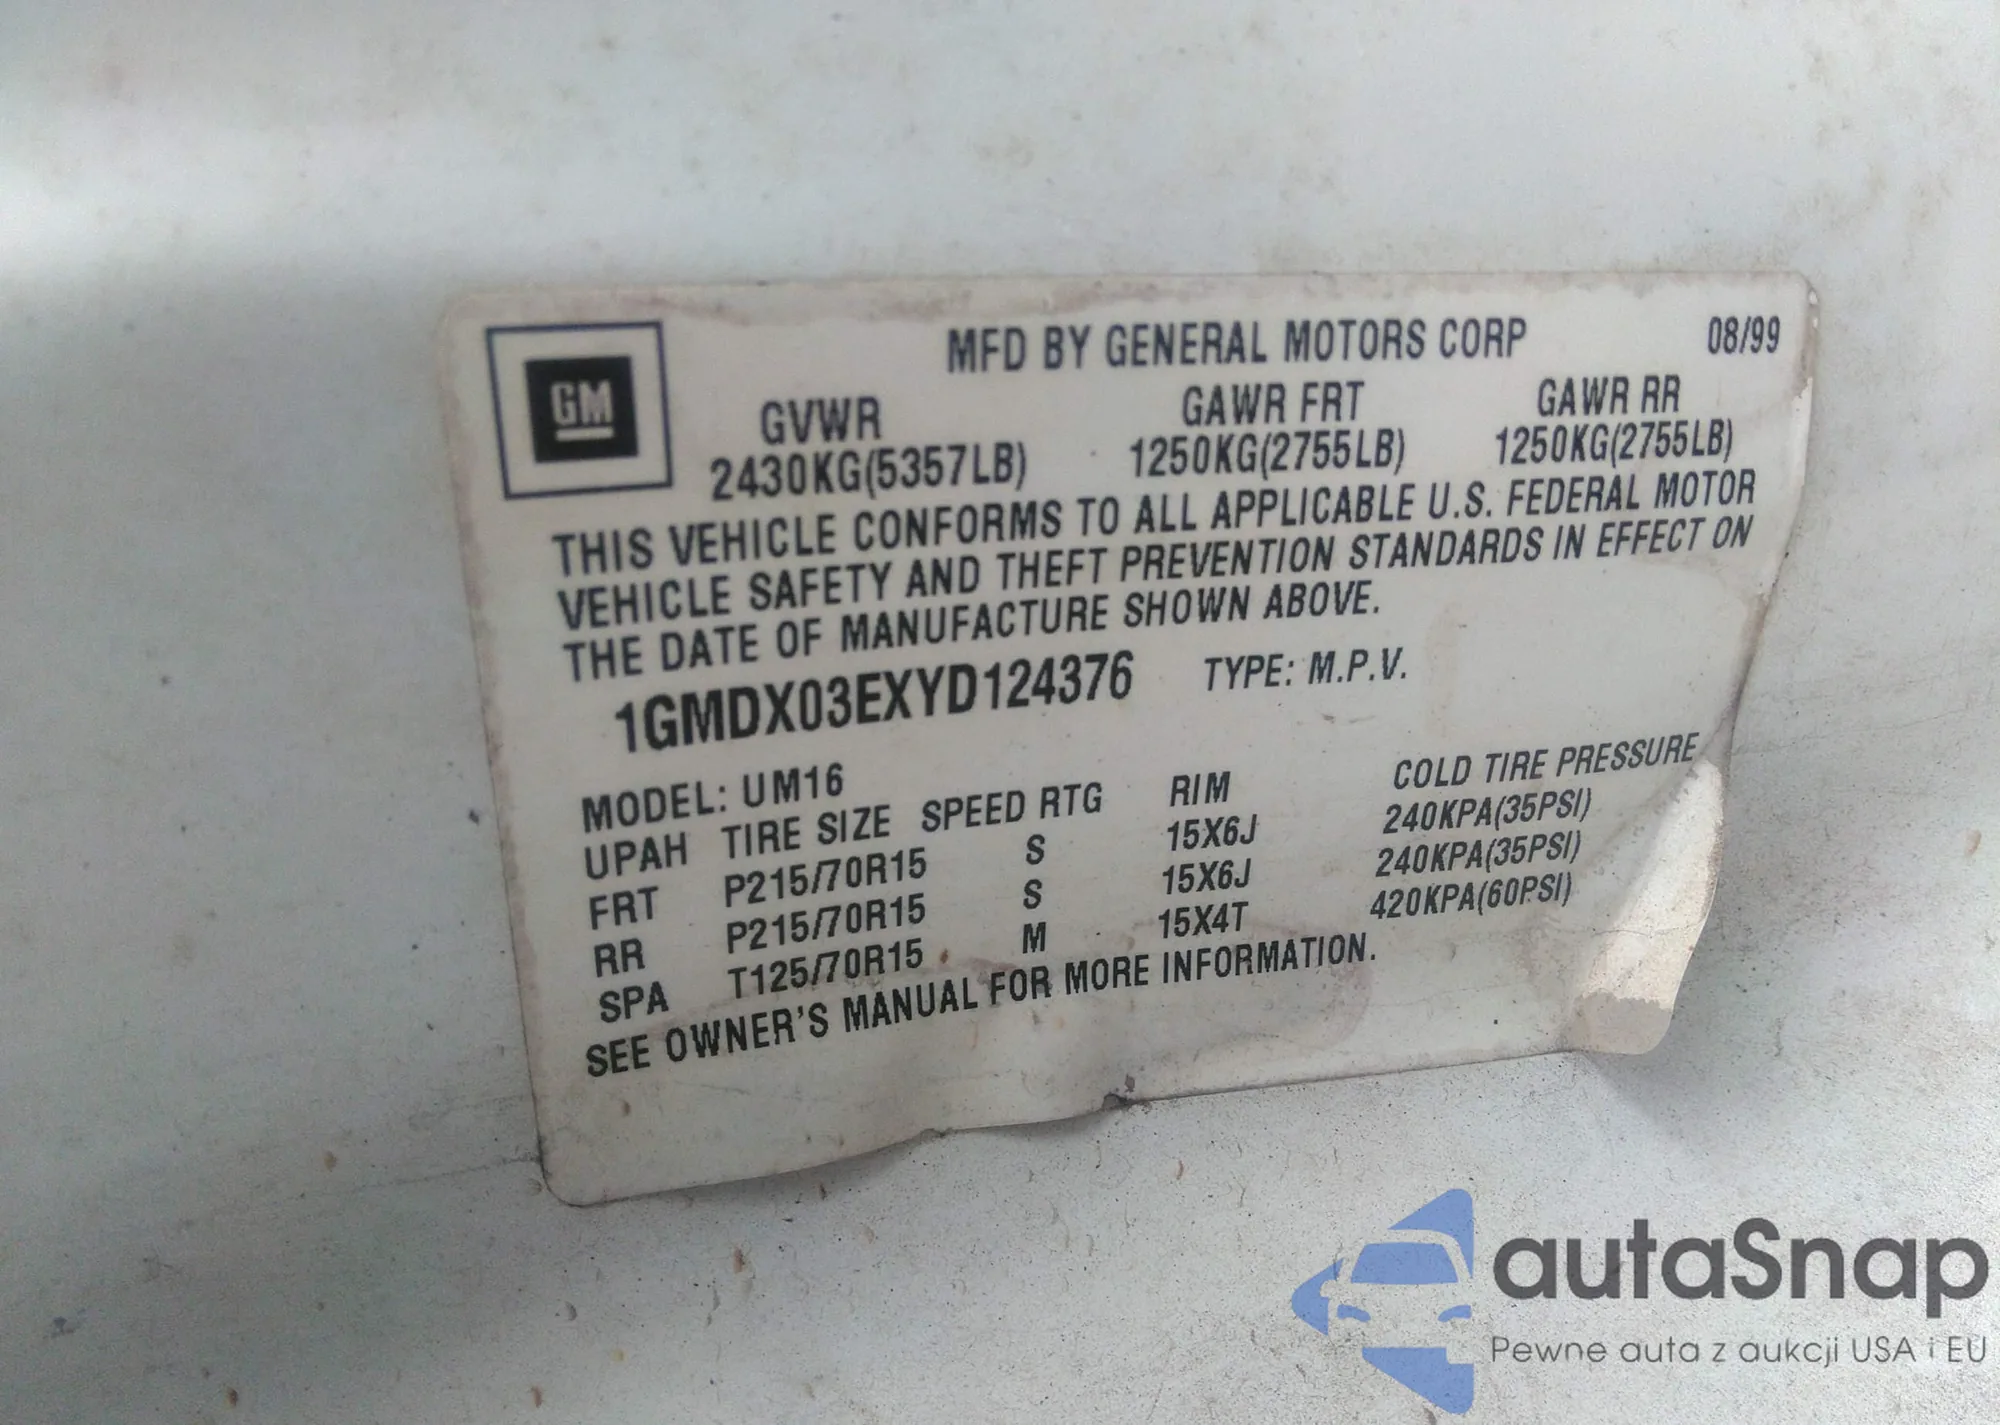 GM
MFD BY GENERAL MOTORS CORP 08/99
GVWR GAWR FRT GAWR RR
2430KG(5357LB) 1250KG(2755LB) 1250KG(2755LB)
THIS VEHICLE CONFORMS TO ALL APPLICABLE U.S. FEDERAL MOTOR
VEHICLE SAFETY AND THEFT PREVENTION STANDARDS IN EFFECT ON
THE DATE OF MANUFACTURE SHOWN ABOVE.
1GMDX03EXYD124376 TYPE: M.P.V.
MODEL: UM16
UPAH TIRE SIZE SPEED RTG RIM COLD TIRE PRESSURE
FRT P215/70R15 S 15X6J 240KPA(35PSI)
RR P215/70R15 S 15X6J 240KPA(35PSI)
SPA T125/70R15 M 15X4T 420KPA(60PSI)
SEE OWNER'S MANUAL FOR MORE INFORMATION.
autaSnap
Pewne auta z aukcji USA i EU